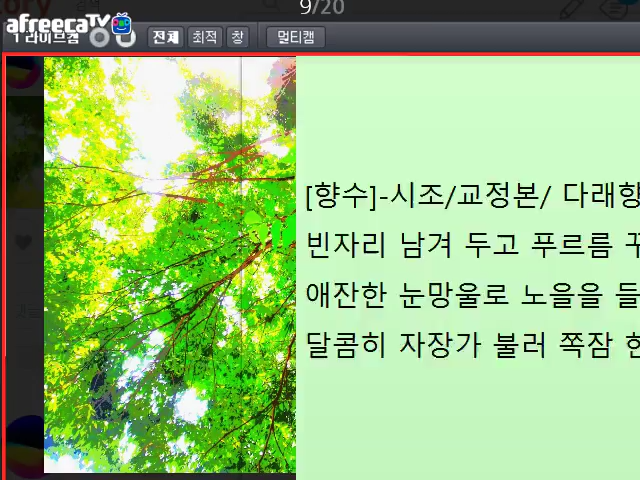 9/20
afreecaTV
라이브캠 전체 최적 창 멀티캠
[향수]-시조/교정본/ 다래향
빈자리 남겨 두고 푸르름
애잔한 눈망울로 노을을 들
달콤히 자장가 불러 쪽잠